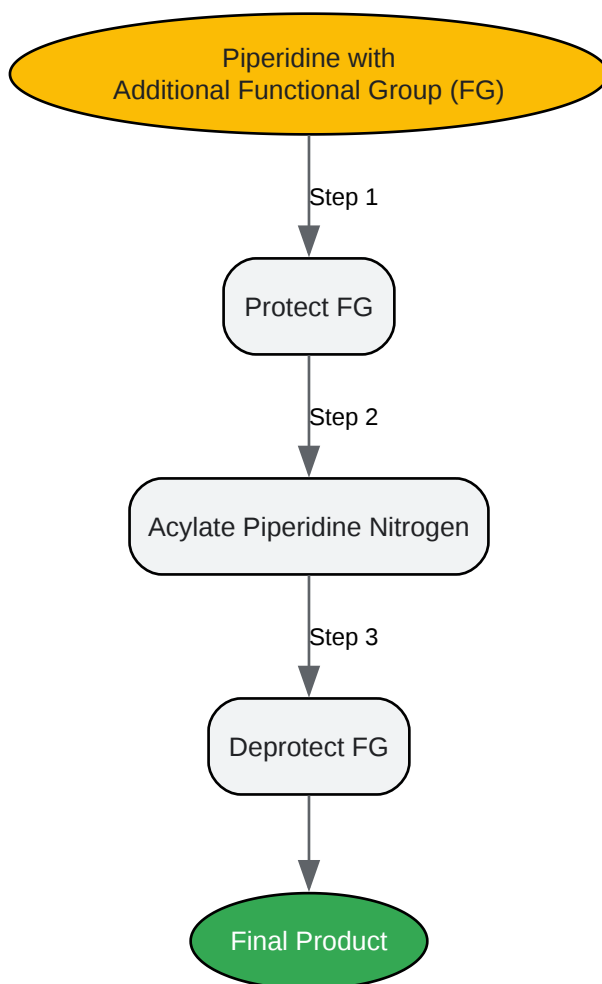 Piperidine with
Additional Functional Group (FG)
Step 1
Protect FG
Step 2
Acylate Piperidine Nitrogen
Step 3
Deprotect FG
Final Product